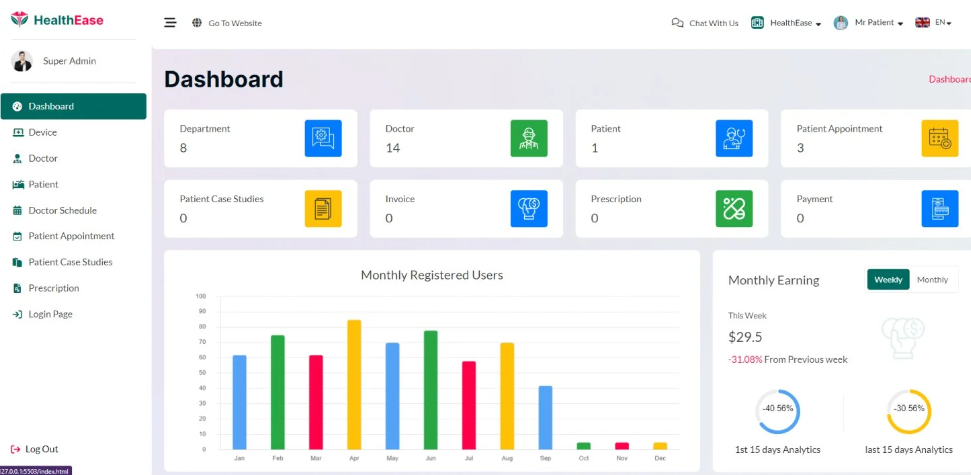 HealthEase
Go To Website
Chat With Us
HealthEase
Mr Patient
EN
Super Admin
Dashboard
Device
Doctor
Patient
Doctor Schedule
Patient Appointment
Patient Case Studies
Prescription
Login Page
Log Out
127.0.0.1:5503/index.html
Dashboard
Dashboard
Department
8
Doctor
14
Patient
1
Patient Appointment
3
Patient Case Studies
0
Invoice
0
Prescription
0
Payment
0
Monthly Registered Users
100
90
80
70
60
50
40
30
20
10
0
Jan Feb Mar Apr May Jun Jul Aug Sep Oct Nov Dec
Monthly Earning
Weekly Monthly
This Week
$29.5
-31.08% From Previous week
-40.56%
1st 15 days Analytics
-30.56%
last 15 days Analytics